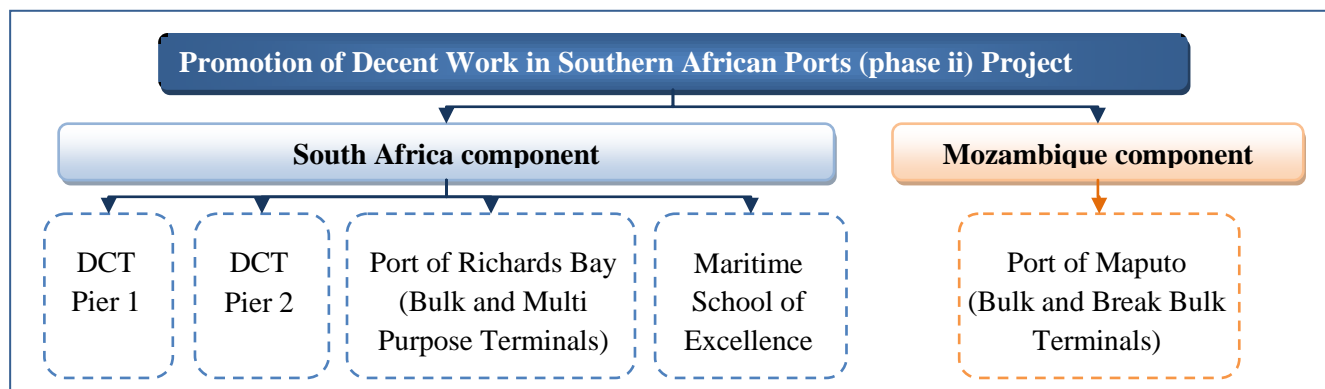 Promotion of Decent Work in Southern African Ports (phase ii) Project
South Africa component
Mozambique component
DCT
Pier 1
DCT
Pier 2
Port of Richards Bay
(Bulk and Multi
Purpose Terminals)
Maritime
School of
Excellence
Port of Maputo
(Bulk and Break Bulk
Terminals)